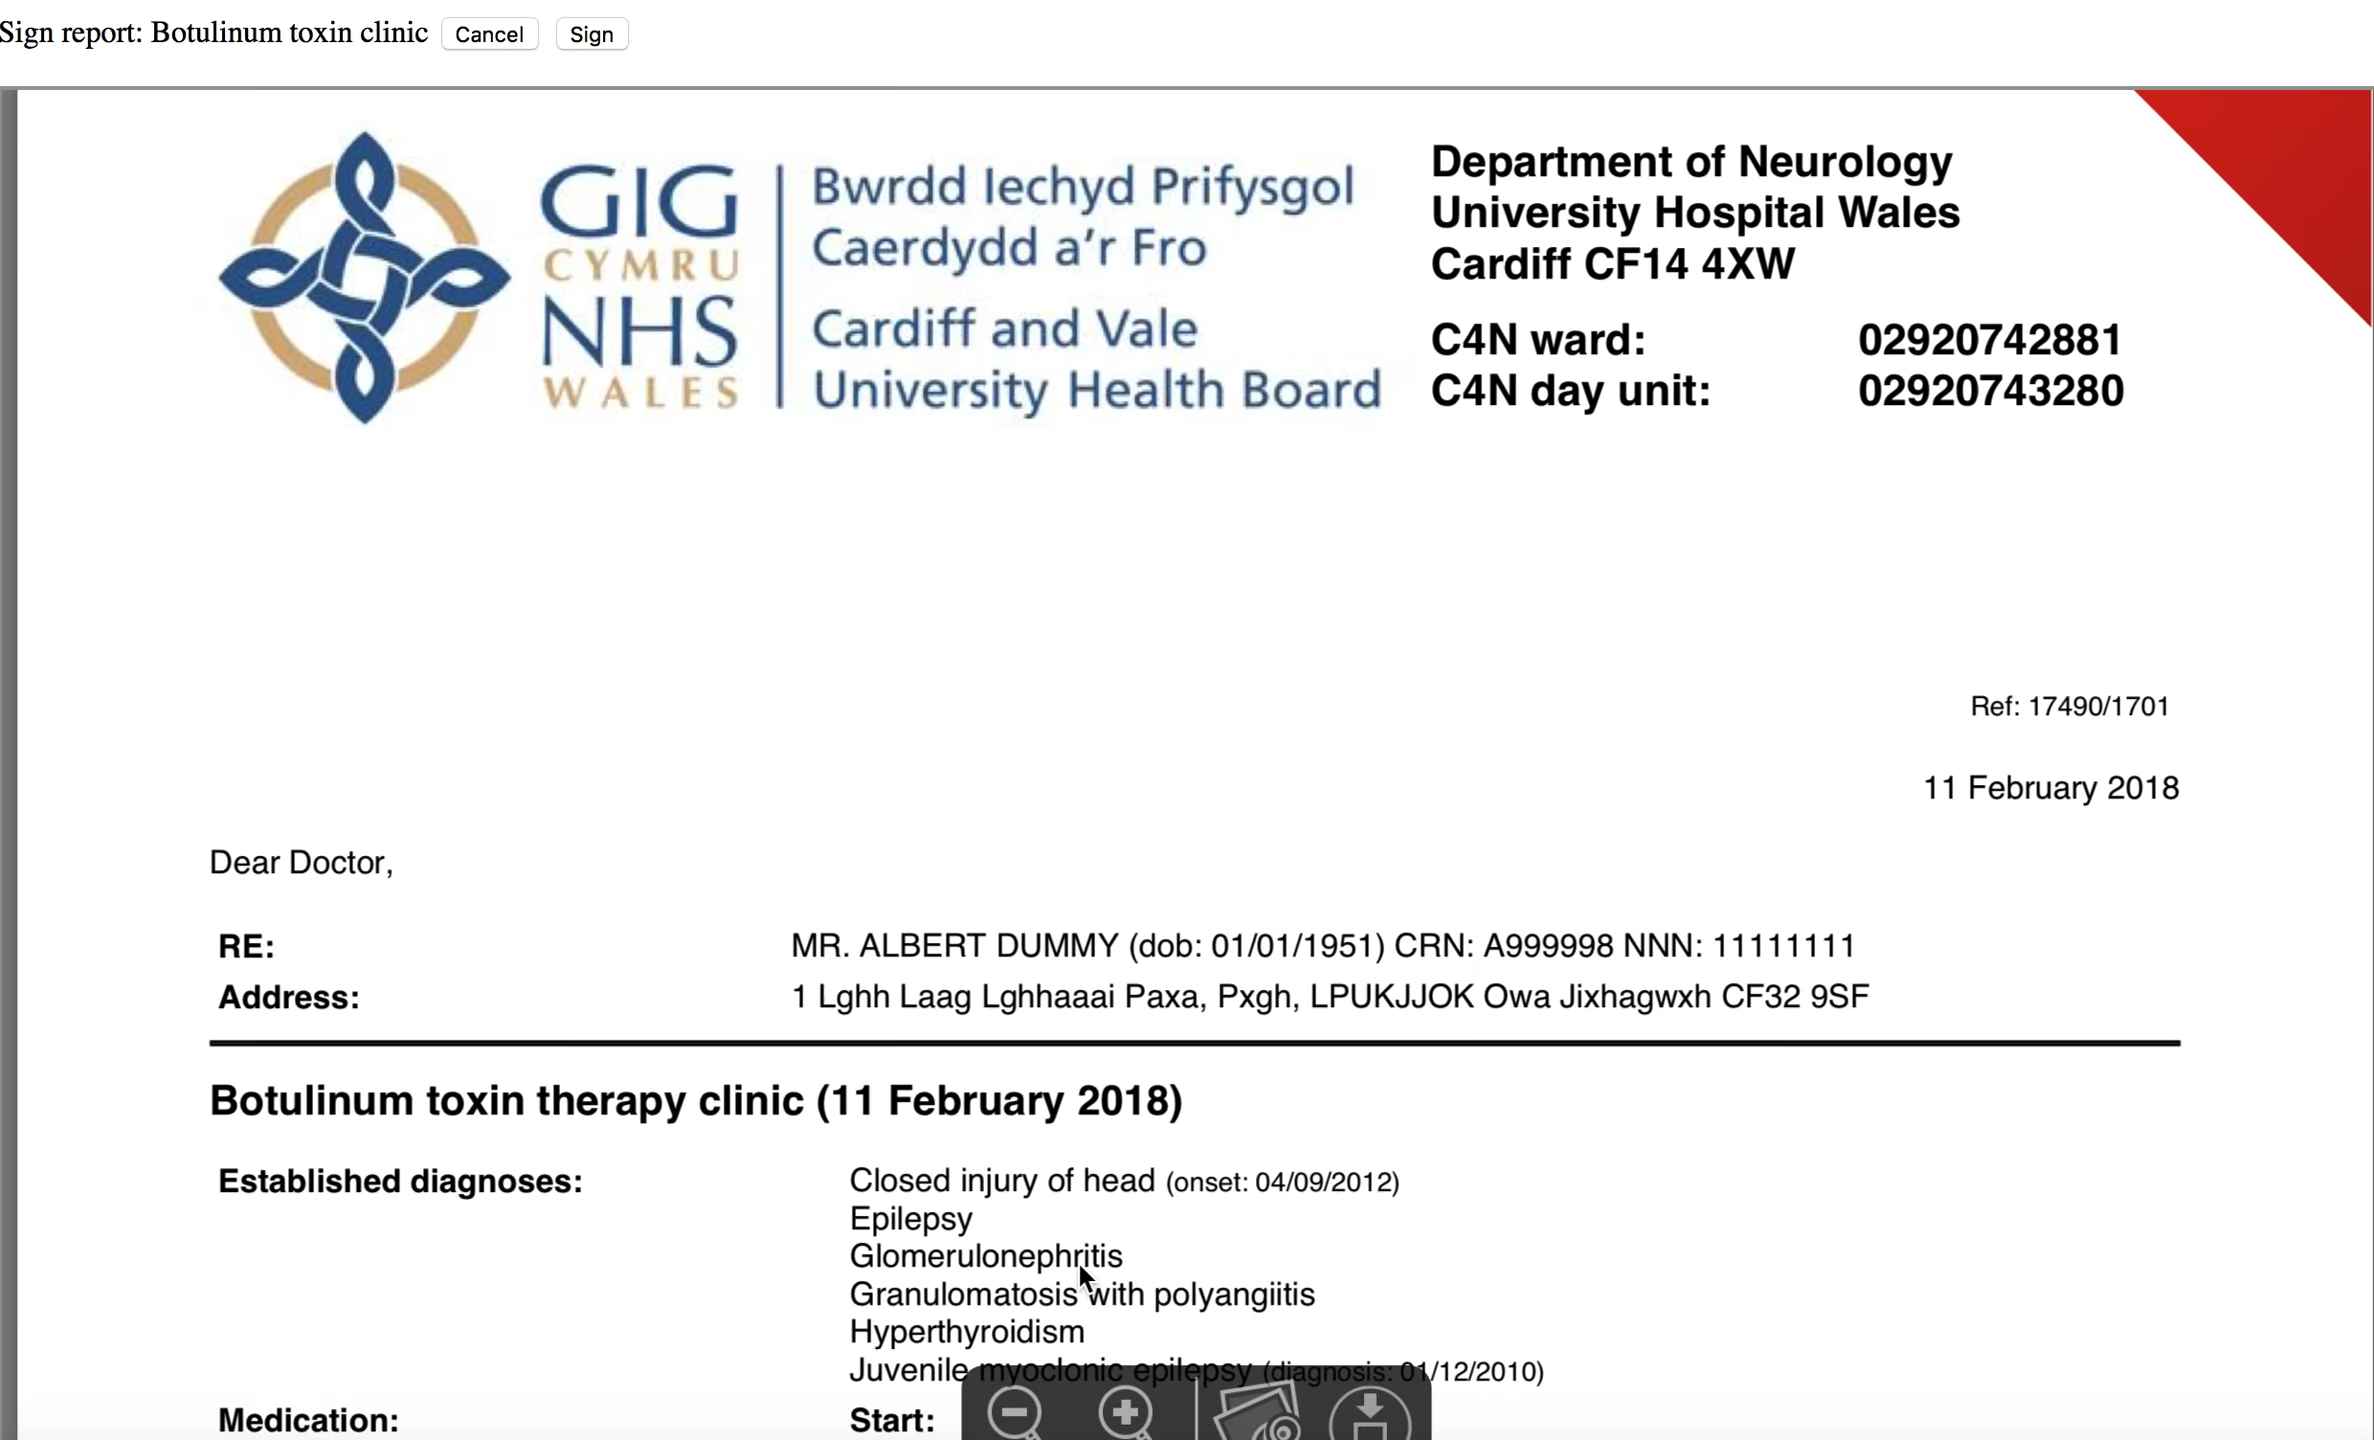 Sign report: Botulinum toxin clinic Cancel Sign
GIG
CYMRU
NHS
WALES
Bwrdd Iechyd Prifysgol
Caerdydd a'r Fro
Cardiff and Vale
University Health Board
Department of Neurology
University Hospital Wales
Cardiff CF14 4XW
C4N ward: 02920742881
C4N day unit: 02920743280
Ref: 17490/1701
11 February 2018
Dear Doctor,
RE: MR. ALBERT DUMMY (dob: 01/01/1951) CRN: A999998 NNN: 11111111
Address: 1 Lghh Laag Lghhaaai Paxa, Pxgh, LPUKJJOK Owa Jixhagwxh CF32 9SF
Botulinum toxin therapy clinic (11 February 2018)
Established diagnoses: Closed injury of head (onset: 04/09/2012)
Epilepsy
Glomerulonephritis
Granulomatosis with polyangiitis
Hyperthyroidism
Juvenile myoclonic epilepsy (diagnosis: 01/12/2010)
Medication: Start: